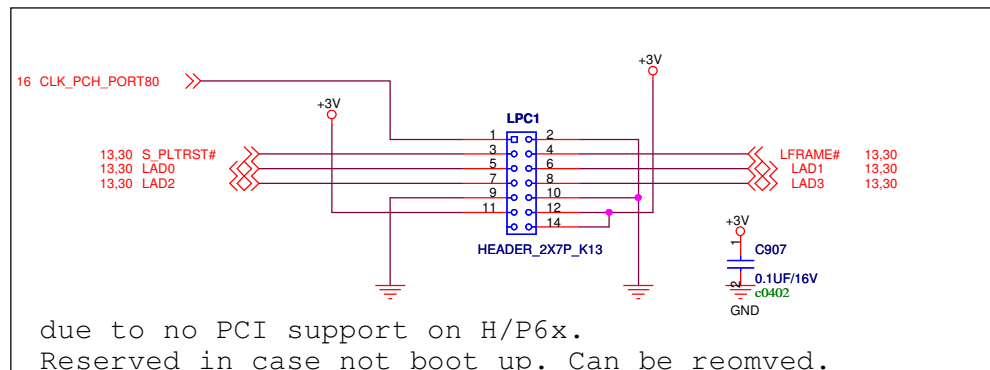 +3V
16 CLK_PCH_PORT80
+3V
LPC1
1 2
13,30 S_PLTRST# 3 4 LFRAME# 13,30
13,30 LAD0 5 6 LAD1 13,30
13,30 LAD2 7 8 LAD3 13,30
9 10
11 12
14
+3V
HEADER_2X7P_K13
1 C907
0.1UF/16V
2 c0402
GND
due to no PCI support on H/P6x.
Reserved in case not boot up. Can be reomved.